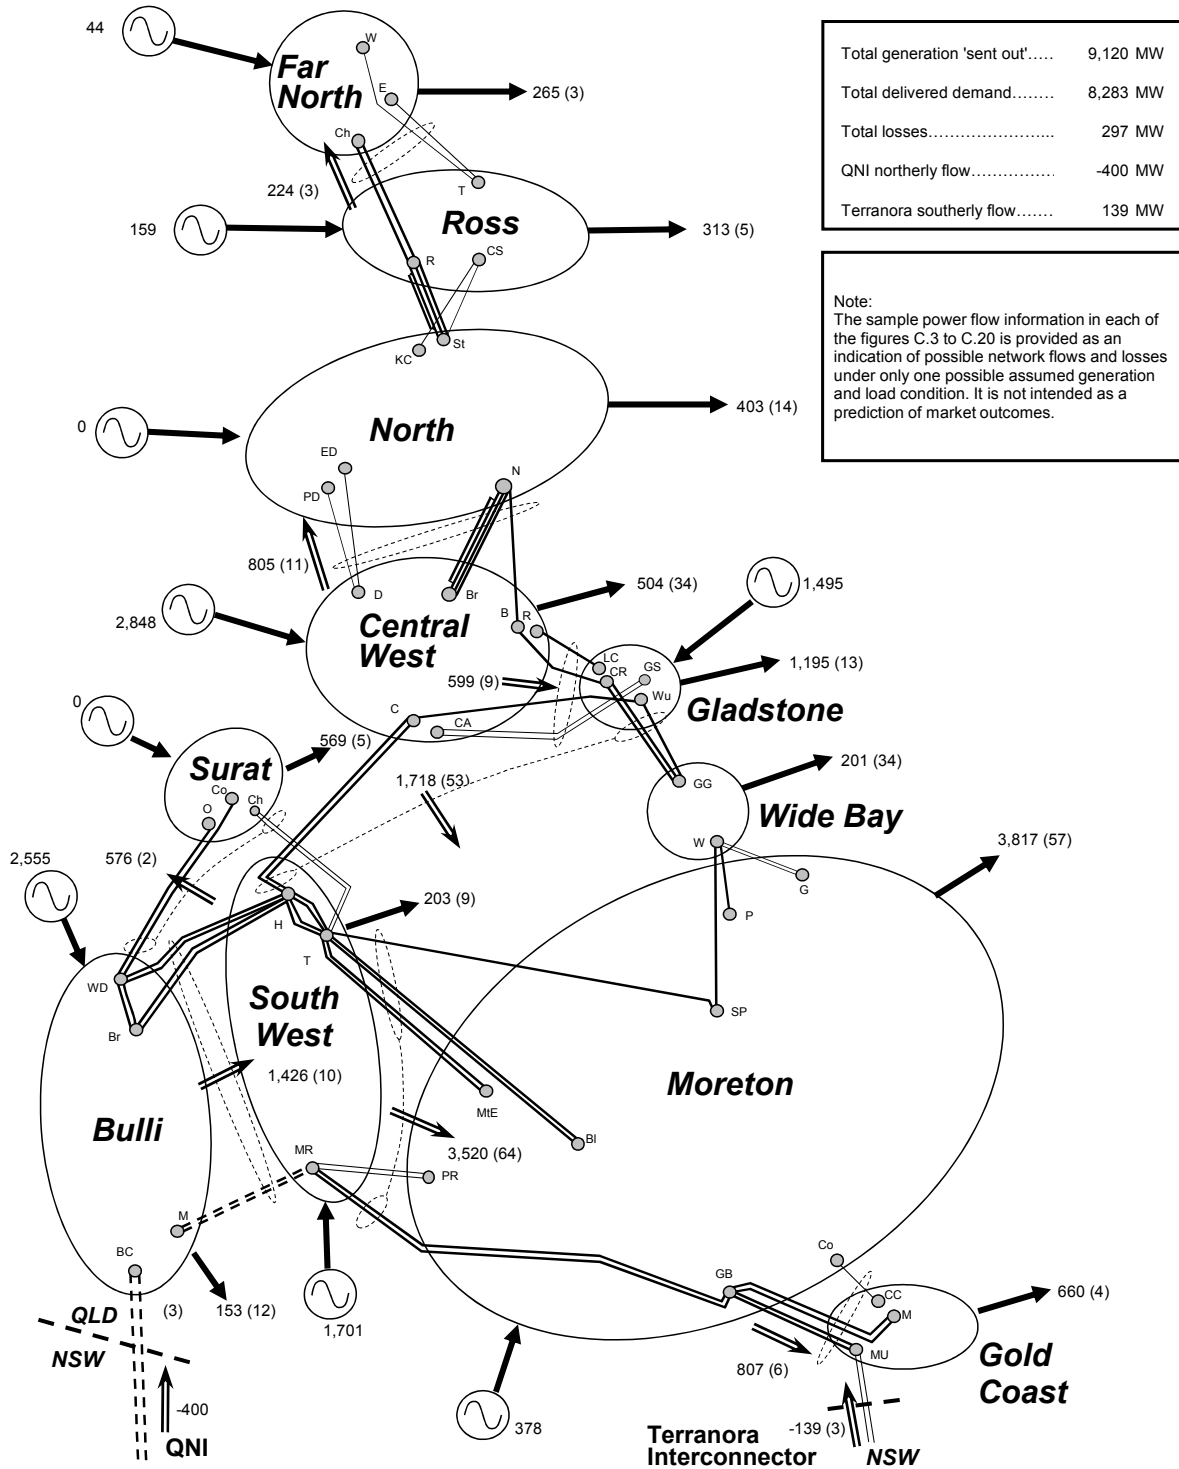 44
W
Far
North
E
265 (3)
Ch
Total generation 'sent out'..... 9,120 MW
Total delivered demand........ 8,283 MW
Total losses........................ 297 MW
QNI northerly flow................ -400 MW
Terranora southerly flow....... 139 MW
224 (3)
T
159
Ross
313 (5)
R
CS
Note:
The sample power flow information in each of
the figures C.3 to C.20 is provided as an
indication of possible network flows and losses
under only one possible assumed generation
and load condition. It is not intended as a
prediction of market outcomes.
St
KC
0
North
403 (14)
ED
PD
N
805 (11)
D
Br
504 (34)
1,495
2,848
Central
West
B
R
LC
CR
GS
1,195 (13)
599 (9)
Wu
Gladstone
C
CA
0
569 (5)
Surat
Co
Ch
O
1,718 (53)
GG
201 (34)
Wide Bay
W
2,555
576 (2)
3,817 (57)
G
203 (9)
P
H
T
WD
Br
South
West
SP
1,426 (10)
Moreton
MtE
Bulli
Bl
MR
3,520 (64)
PR
M
BC
Co
GB
CC
M
660 (4)
(3)
153 (12)
QLD
1,701
NSW
MU
807 (6)
Gold
Coast
-400
378
QNI
Terranora
Interconnector
-139 (3)
NSW